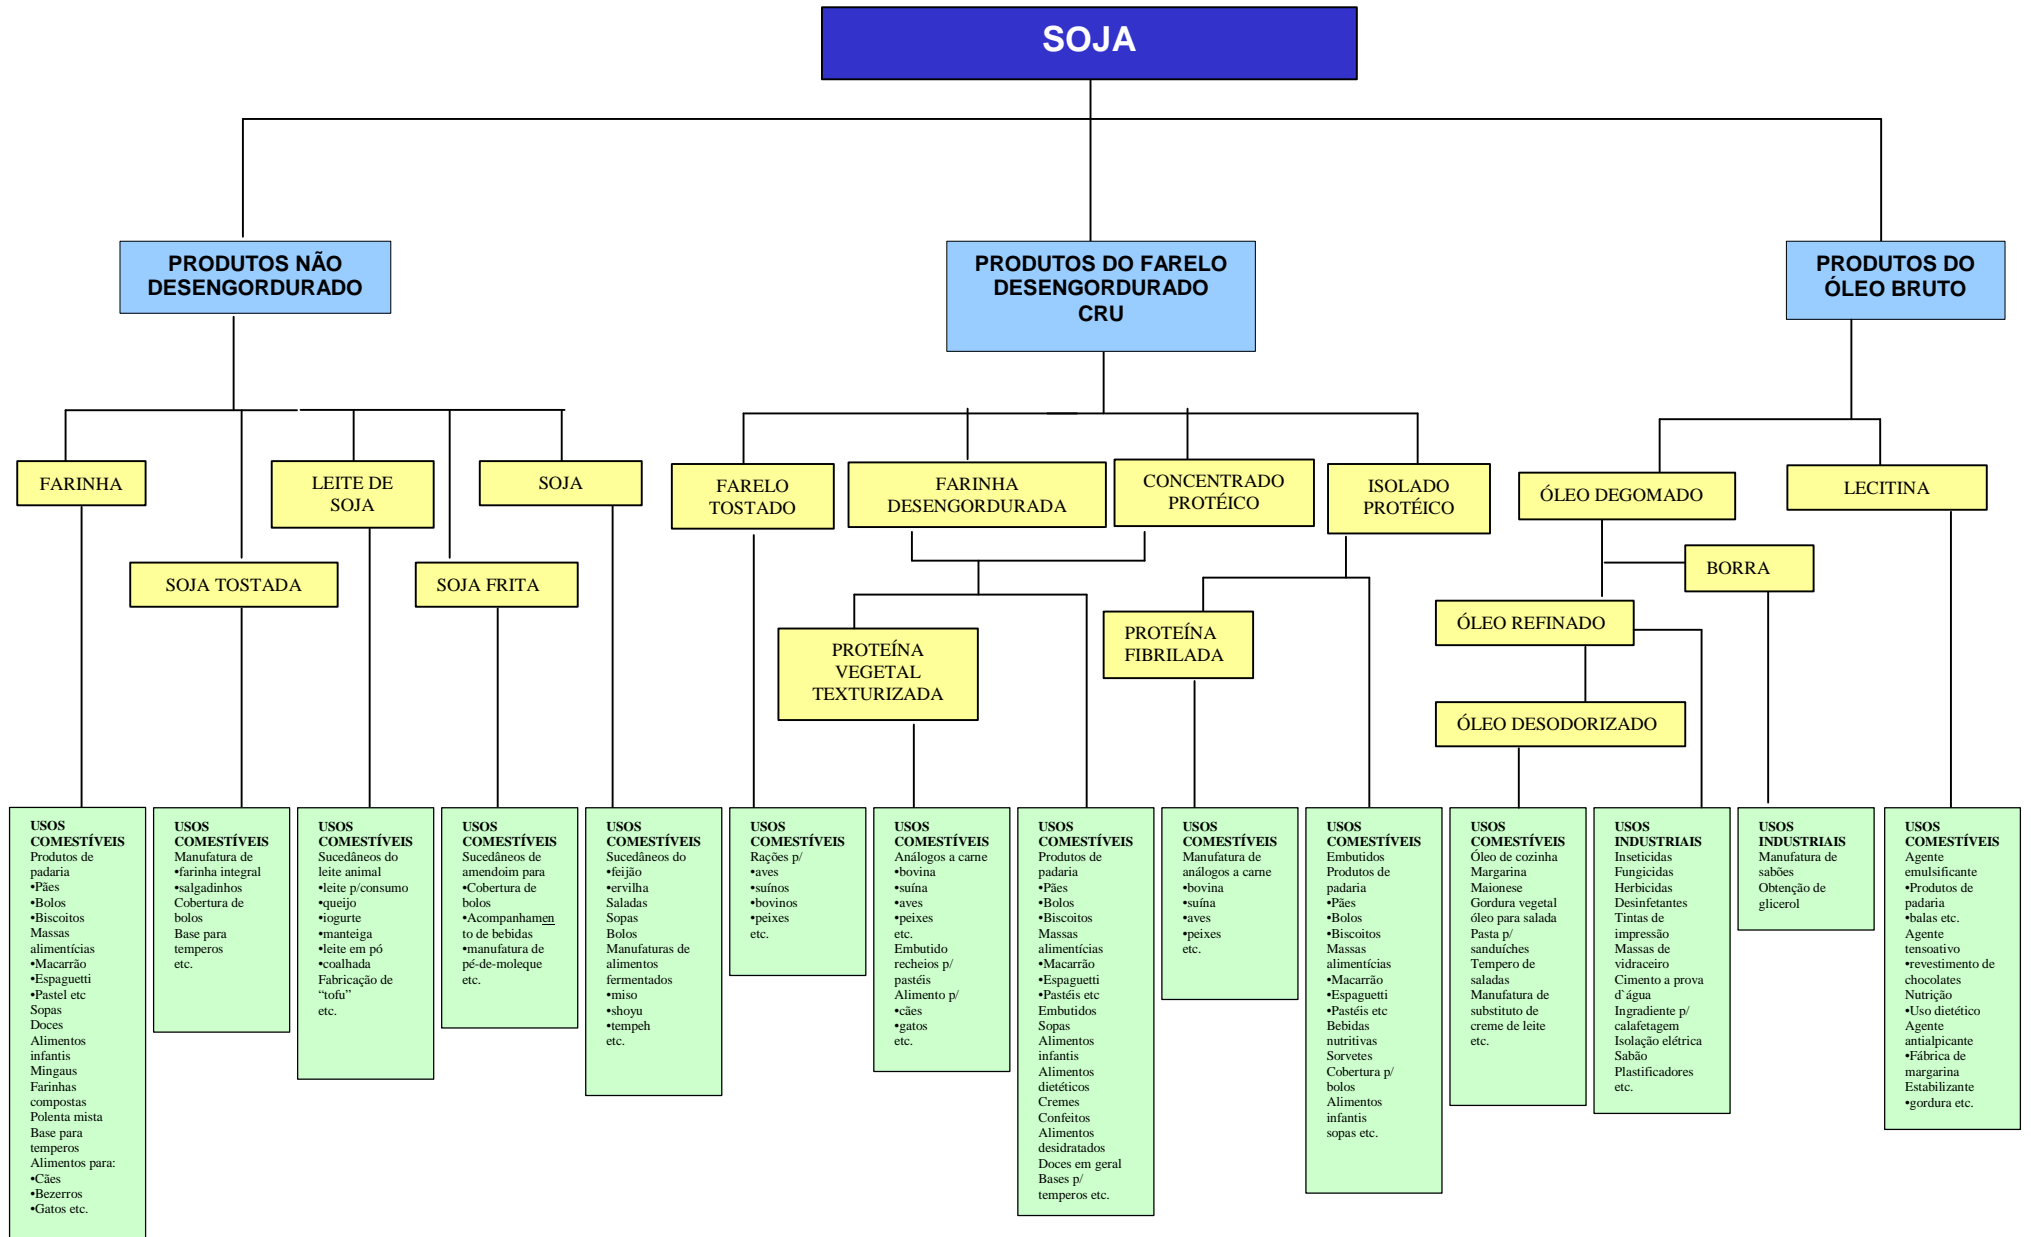 SOJA
PRODUTOS NÃO
DESENGORDURADO
PRODUTOS DO FARELO
DESENGORDURADO
CRU
PRODUTOS DO
ÓLEO BRUTO
FARINHA
LEITE DE
SOJA
SOJA
FARELO
TOSTADO
FARINHA
DESENGORDURADA
CONCENTRADO
PROTÉICO
ISOLADO
PROTÉICO
ÓLEO DEGOMADO
LECITINA
SOJA TOSTADA
SOJA FRITA
BORRA
PROTEÍNA
VEGETAL
TEXTURIZADA
PROTEÍNA
FIBRILADA
ÓLEO REFINADO
ÓLEO DESODORIZADO
USOS
COMESTÍVEIS
Produtos de
padaria
•Pães
•Bolos
•Biscoitos
Massas
alimentícias
•Macarrão
•Espaguetti
•Pastel etc
Sopas
Doces
Alimentos
infantis
Mingaus
Farinhas
compostas
Polenta mista
Base para
temperos
Alimentos para:
•Cães
•Bezerros
•Gatos etc.
USOS
COMESTÍVEIS
Manufatura de
•farinha integral
•salgadinhos
Cobertura de
bolos
Base para
temperos
etc.
USOS
COMESTÍVEIS
Sucedâneos do
leite animal
•leite p/consumo
•queijo
•iogurte
•manteiga
•leite em pó
•coalhada
Fabricação de
“tofu”
etc.
USOS
COMESTÍVEIS
Sucedâneos de
amendoim para
•Cobertura de
bolos
•Acompanhamen
to de bebidas
•manufatura de
pé-de-moleque
etc.
USOS
COMESTÍVEIS
Sucedâneos do
•feijão
•ervilha
Saladas
Sopas
Bolos
Manufaturas de
alimentos
fermentados
•miso
•shoyu
•tempeh
etc.
USOS
COMESTÍVEIS
Rações p/
•aves
•suínos
•bovinos
•peixes
etc.
USOS
COMESTÍVEIS
Análogos a carne
•bovina
•suína
•aves
•peixes
etc.
Embutido
recheios p/
pastéis
Alimento p/
•cães
•gatos
etc.
USOS
COMESTÍVEIS
Produtos de
padaria
•Pães
•Bolos
•Biscoitos
Massas
alimentícias
•Macarrão
•Espaguetti
•Pastéis etc
Embutidos
Sopas
Alimentos
infantis
Alimentos
dietéticos
Cremes
Confeitos
Alimentos
desidratados
Doces em geral
Bases p/
temperos etc.
USOS
COMESTÍVEIS
Manufatura de
análogos a carne
•bovina
•suína
•aves
•peixes
etc.
USOS
COMESTÍVEIS
Embutidos
Produtos de
padaria
•Pães
•Bolos
•Biscoitos
Massas
alimentícias
•Macarrão
•Espaguetti
•Pastéis etc
Bebidas
nutritivas
Sorvetes
Cobertura p/
bolos
Alimentos
infantis
sopas etc.
USOS
COMESTÍVEIS
Óleo de cozinha
Margarina
Maionese
Gordura vegetal
óleo para salada
Pasta p/
sanduíches
Tempero de
saladas
Manufatura de
substituto de
creme de leite
etc.
USOS
INDUSTRIAIS
Inseticidas
Fungicidas
Herbicidas
Desinfetantes
Tintas de
impressão
Massas de
vidraceiro
Cimento a prova
d`água
Ingradiente p/
calafetagem
Isolação elétrica
Sabão
Plastificadores
etc.
USOS
INDUSTRIAIS
Manufatura de
sabões
Obtenção de
glicerol
USOS
COMESTÍVEIS
Agente
emulsificante
•Produtos de
padaria
•balas etc.
Agente
tensoativo
•revestimento de
chocolates
Nutrição
•Uso dietético
Agente
antialpicante
•Fábrica de
margarina
Estabilizante
•gordura etc.